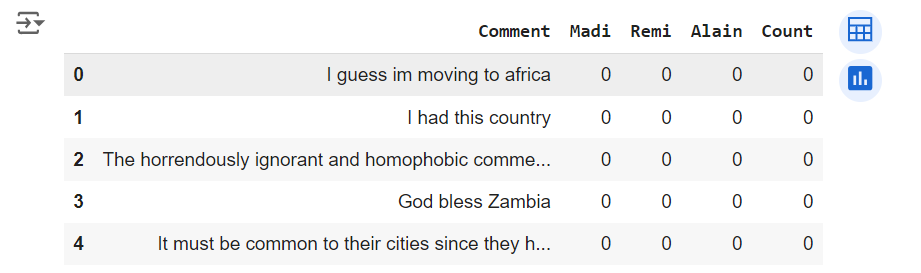 Comment Madi Remi Alain Count
0 I guess im moving to africa 0 0 0 0
1 I had this country 0 0 0 0
2 The horrendously ignorant and homophobic comme... 0 0 0 0
3 God bless Zambia 0 0 0 0
4 It must be common to their cities since they h... 0 0 0 0